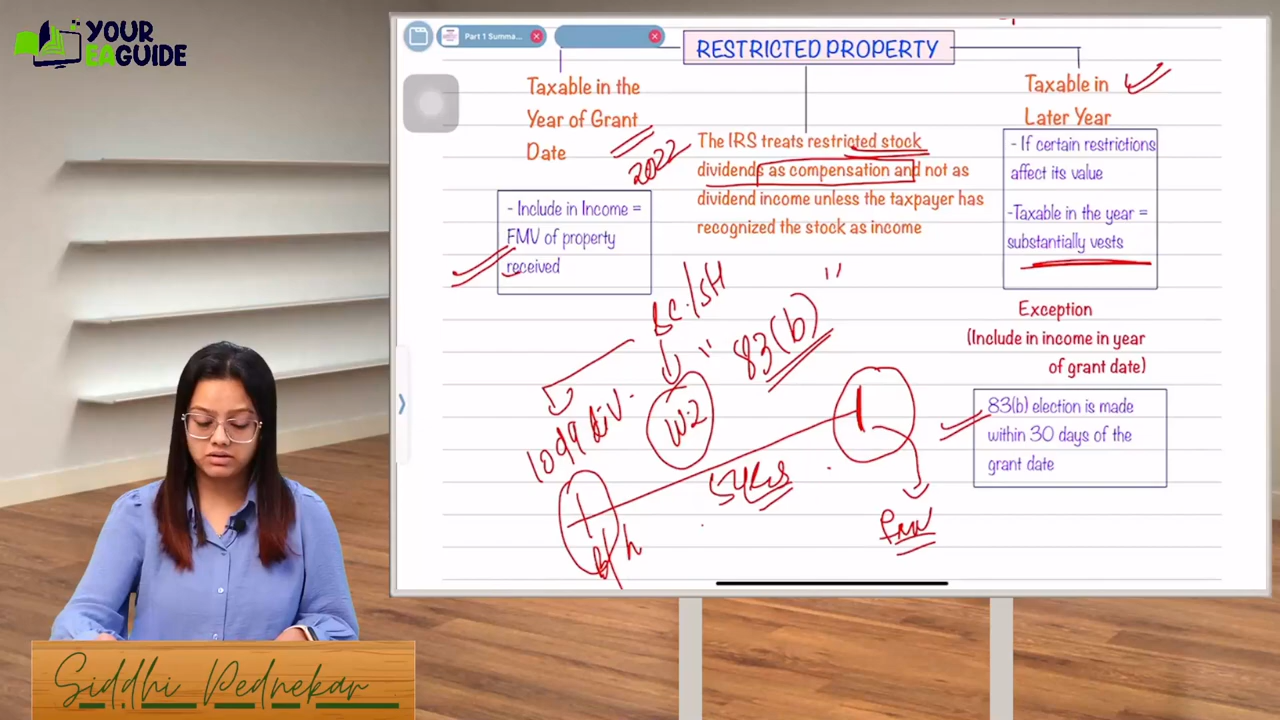 YOUR
EAGUIDE
Part 1 Summa...
RESTRICTED PROPERTY
Taxable in the
Year of Grant
Date
2022
- Include in Income =
FMV of property
received
The IRS treats restricted stock
dividends as compensation and not as
dividend income unless the taxpayer has
recognized the stock as income
Taxable in
Later Year
- If certain restrictions
affect its value
-Taxable in the year =
substantially vests
Exception
(Include in income in year
of grant date)
83(b) election is made
within 30 days of the
grant date
"83(b)"
1099 div.
W-2
5 yrs
FMV
Siddhi Pednekar